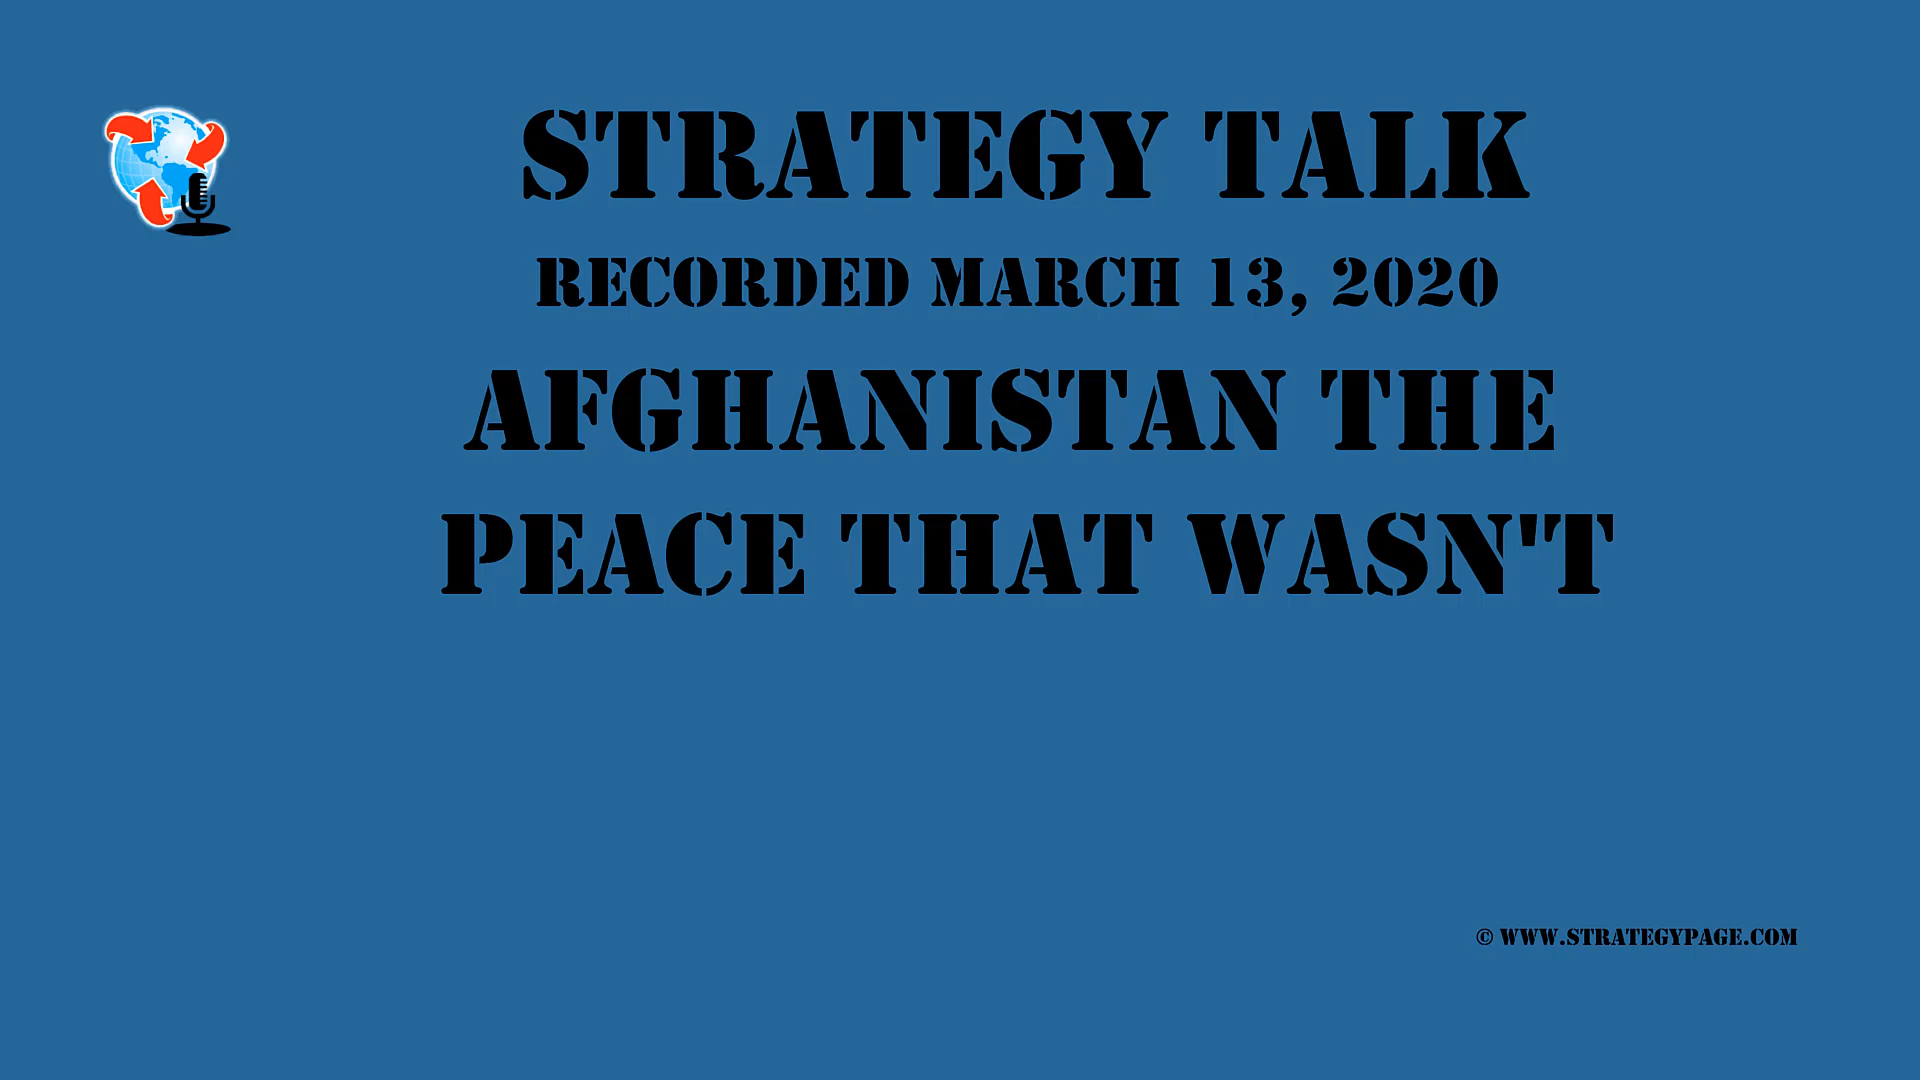 STRATEGY TALK
RECORDED MARCH 13, 2020
AFGHANISTAN THE
PEACE THAT WASN'T
© WWW.STRATEGYPAGE.COM